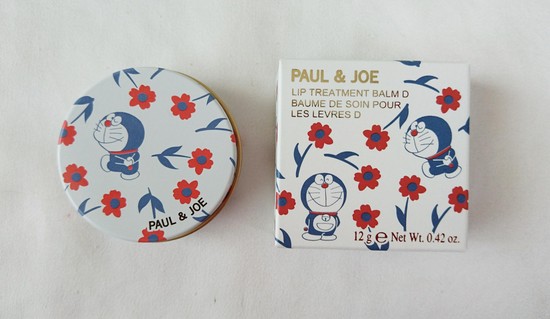 PAUL & JOE
PAUL & JOE
LIP TREATMENT BALM D
BAUME DE SOIN POUR
LES LEVRES D
12 g ℮ Net Wt. 0.42 oz.